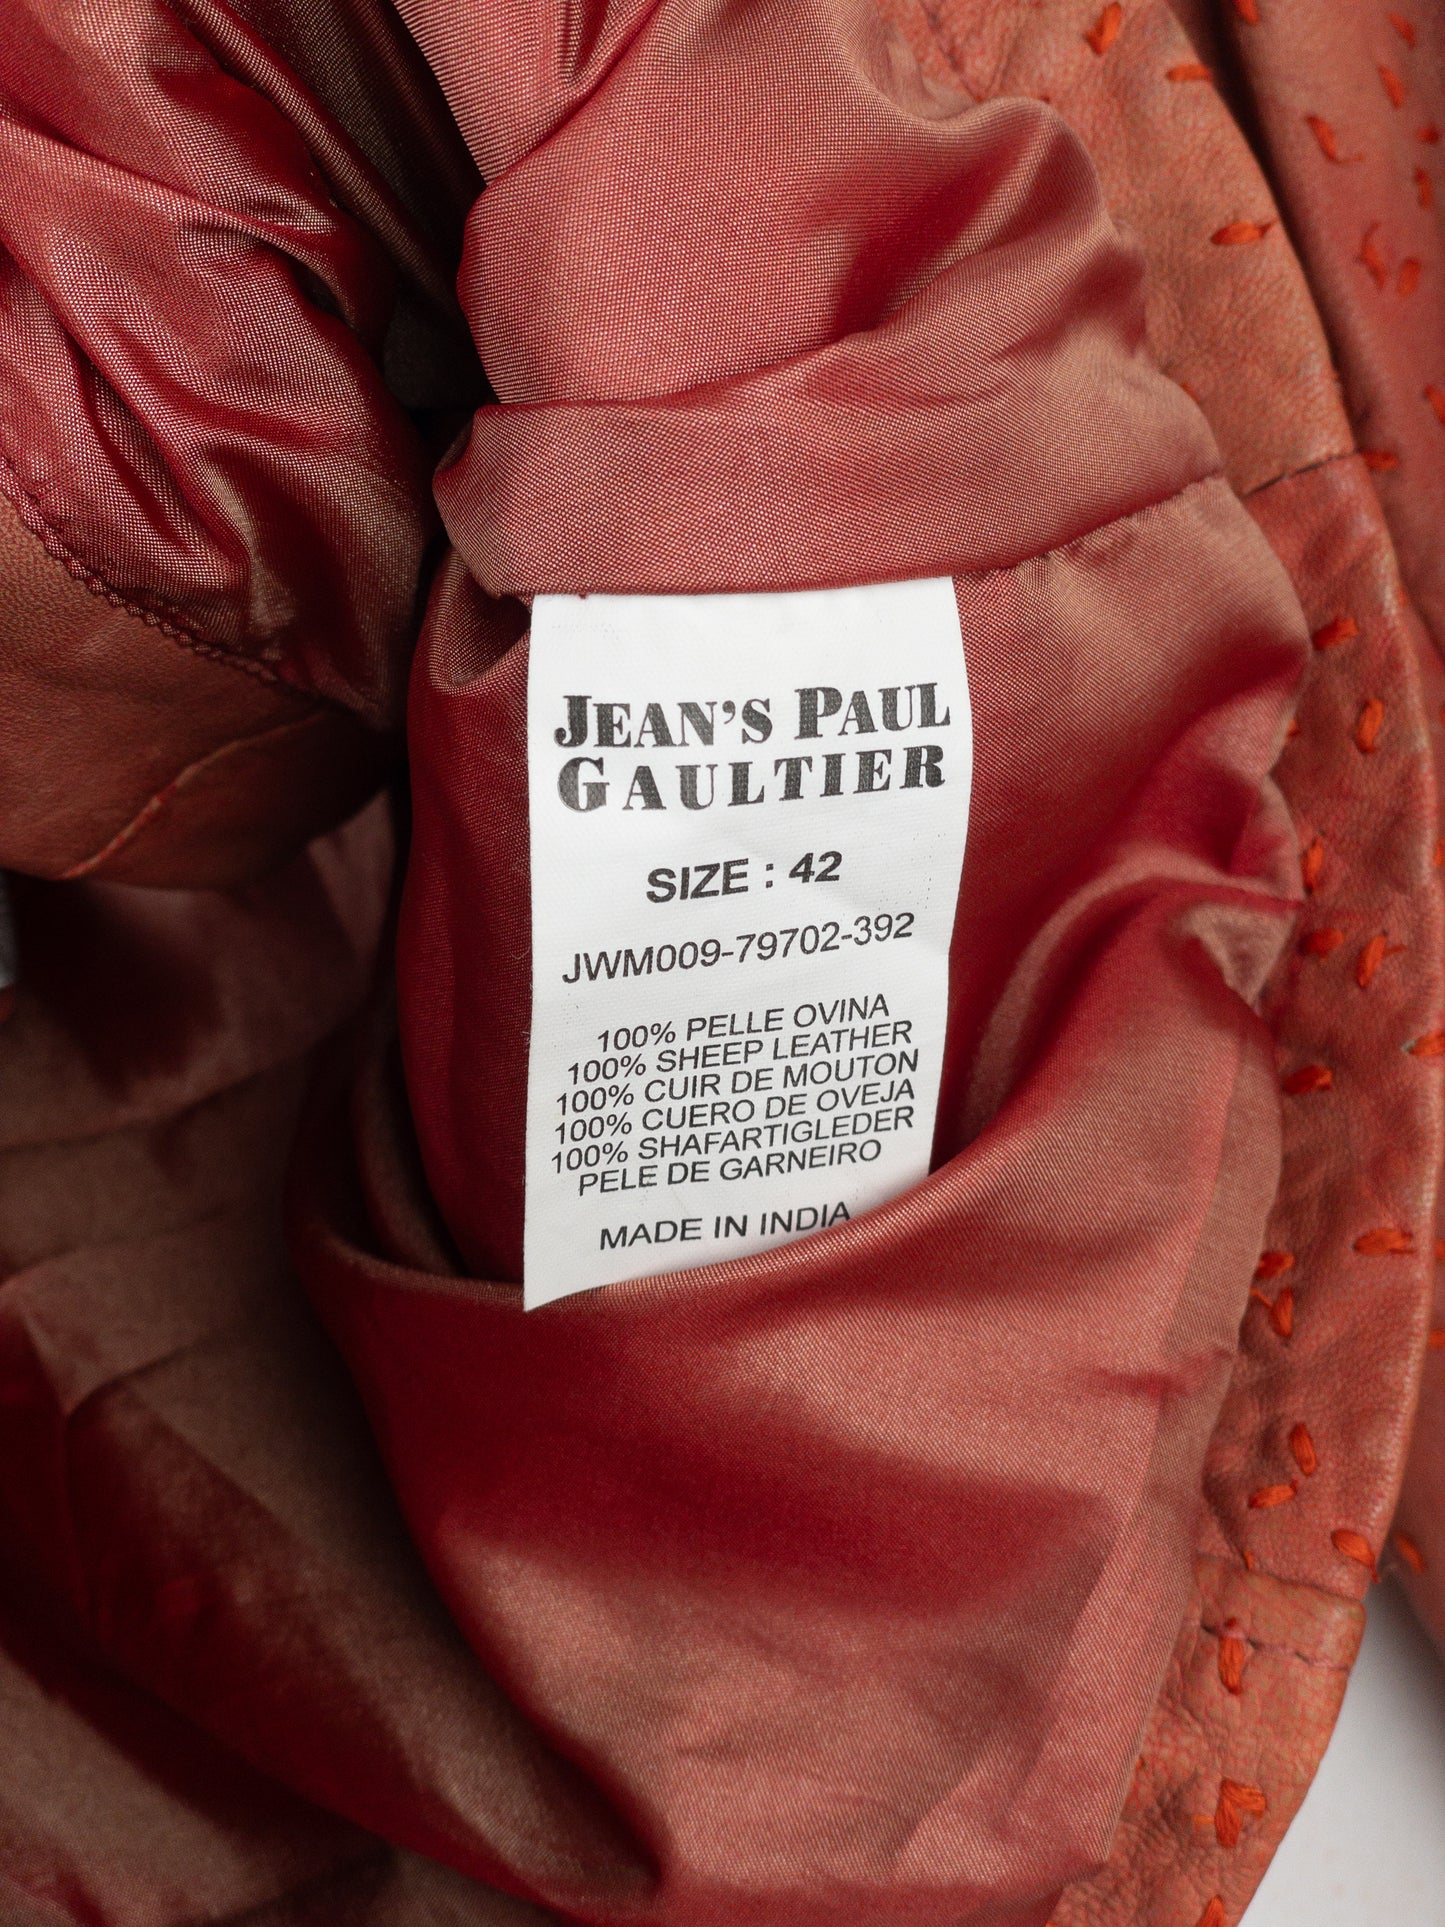 JEAN'S PAUL
GAULTIER
SIZE : 42
JWM009-79702-392
100% PELLE OVINA
100% SHEEP LEATHER
100% CUIR DE MOUTON
100% CUERO DE OVEJA
100% SHAFARTIGLEDER
PELE DE GARNEIRO
MADE IN INDIA